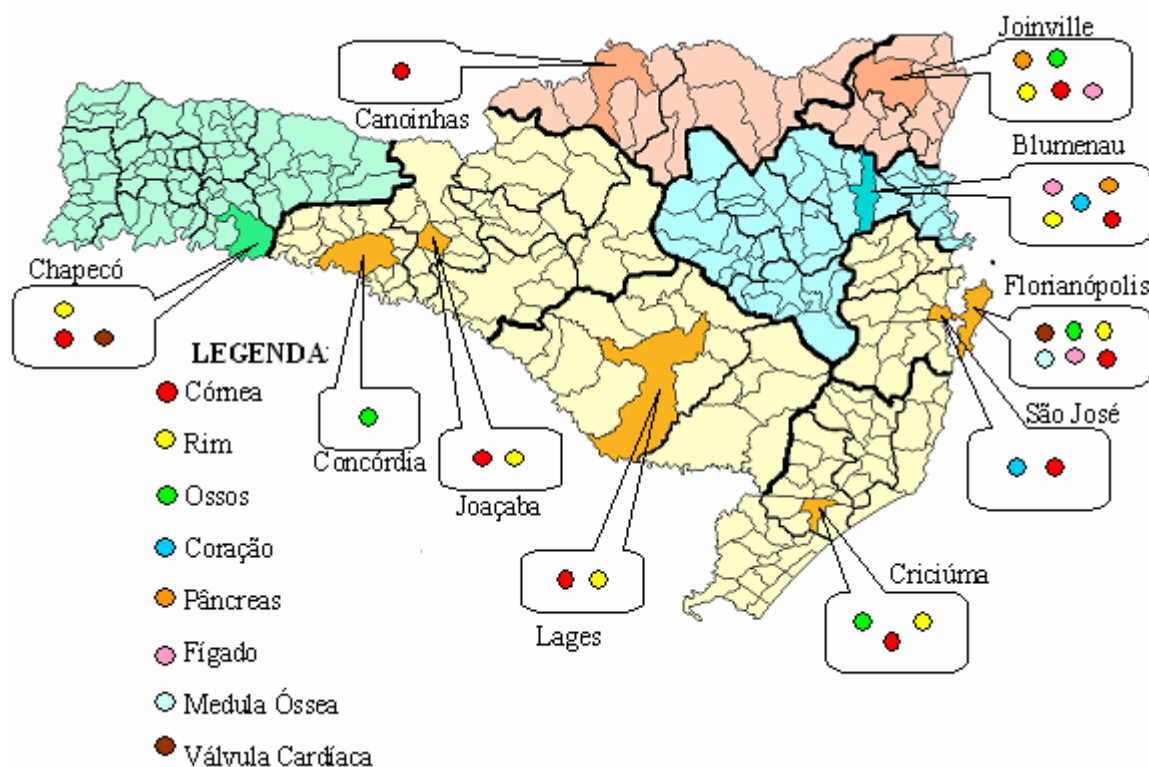 Joinville
Canoinhas
Blumenau
Chapecó
Florianópolis
LEGENDA:
Córnea
Rim
Ossos
Coração
Pâncreas
Fígado
Medula Óssea
Válvula Cardíaca
Concórdia
Joaçaba
São José
Lages
Criciúma